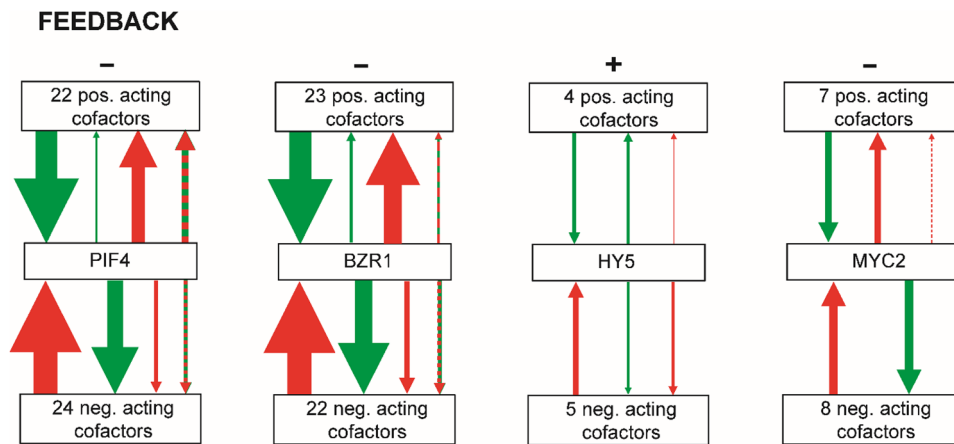 FEEDBACK
– – + –
22 pos. acting
cofactors
23 pos. acting
cofactors
4 pos. acting
cofactors
7 pos. acting
cofactors
PIF4
BZR1
HY5
MYC2
24 neg. acting
cofactors
22 neg. acting
cofactors
5 neg. acting
cofactors
8 neg. acting
cofactors